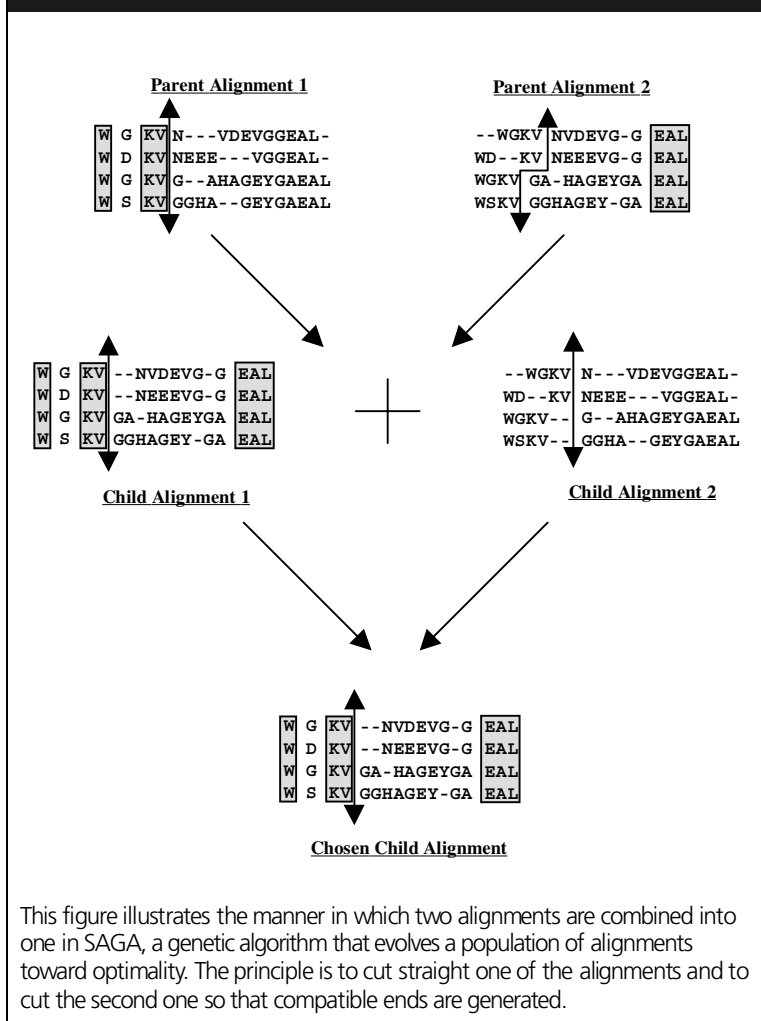 Parent Alignment 1
W G KV N---VDEVGGEAL-
W D KV NEEE---VGGEAL-
W G KV G--AHAGEYGAEAL
W S KV GGHA--GEYGAEAL
Parent Alignment 2
--WGKV NVDEVG-G EAL
WD--KV NEEEVG-G EAL
WGKV GA-HAGEYGA EAL
WSKV GGHAGEY-GA EAL
W G KV --NVDEVG-G EAL
W D KV --NEEEVG-G EAL
W G KV GA-HAGEYGA EAL
W S KV GGHAGEY-GA EAL
Child Alignment 1
--WGKV N---VDEVGGEAL-
WD--KV NEEE---VGGEAL-
WGKV-- G--AHAGEYGAEAL
WSKV-- GGHA--GEYGAEAL
Child Alignment 2
W G KV --NVDEVG-G EAL
W D KV --NEEEVG-G EAL
W G KV GA-HAGEYGA EAL
W S KV GGHAGEY-GA EAL
Chosen Child Alignment
This figure illustrates the manner in which two alignments are combined into
one in SAGA, a genetic algorithm that evolves a population of alignments
toward optimality. The principle is to cut straight one of the alignments and to
cut the second one so that compatible ends are generated.